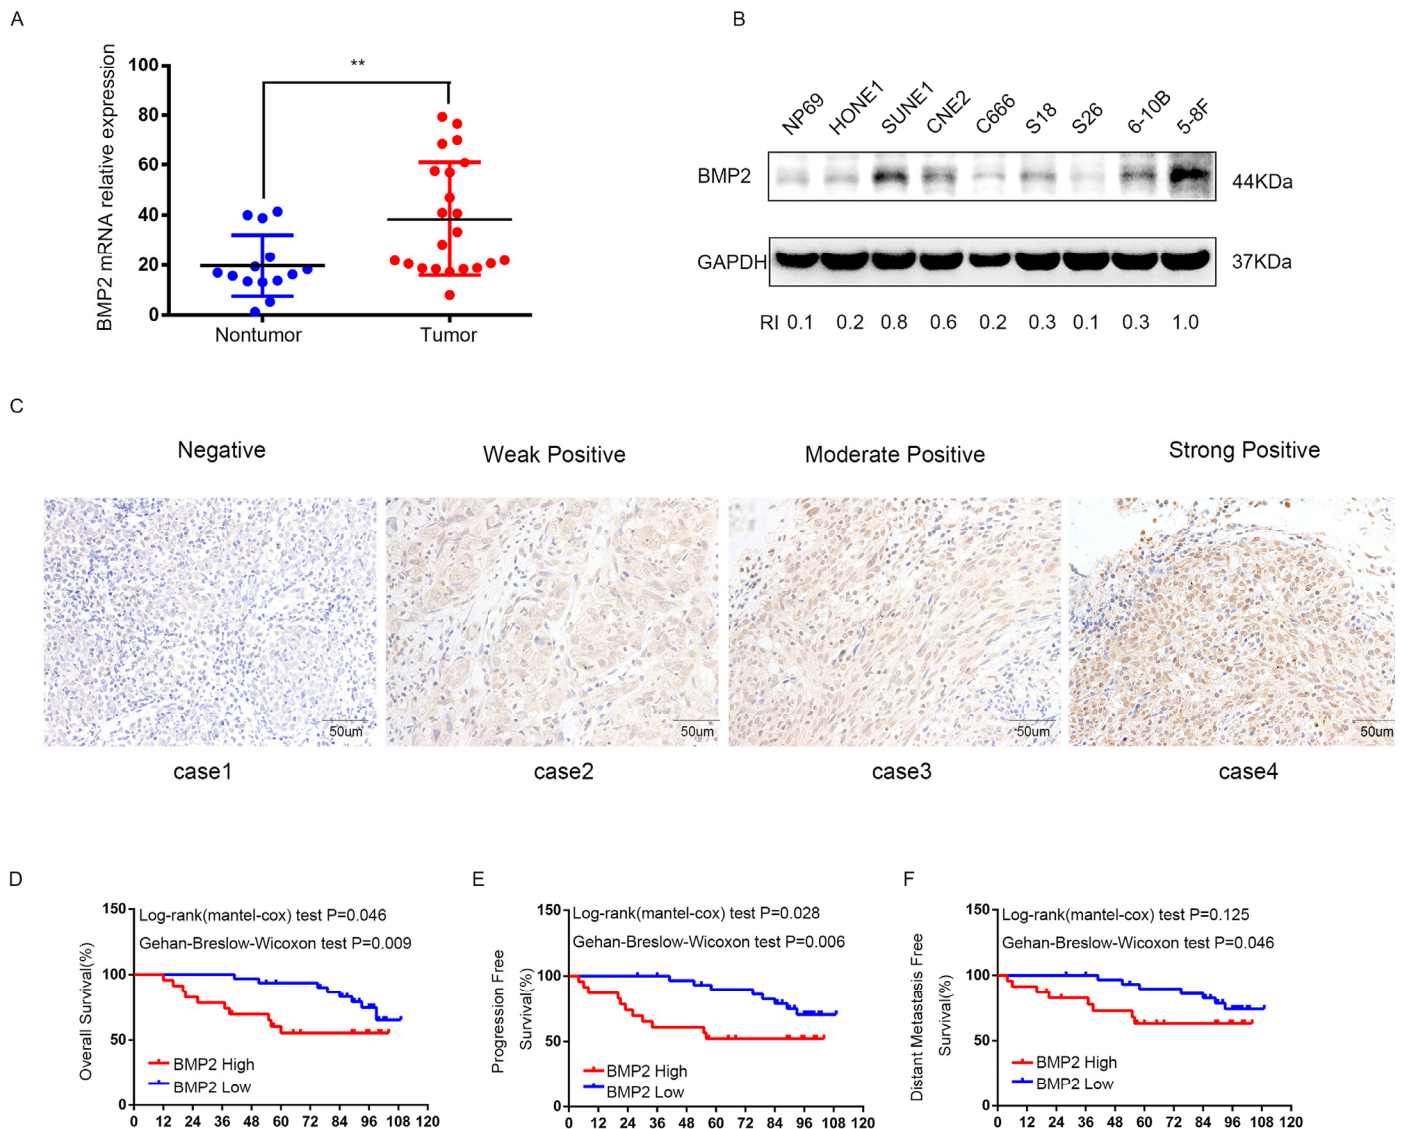 A
BMP2 mRNA relative expression
100
80
60
40
20
0
**
Nontumor
Tumor
B
NP69 HONE1 SUNE1 CNE2 C666 S18 S26 6-10B 5-8F
BMP2
44KDa
GAPDH
37KDa
RI 0.1 0.2 0.8 0.6 0.2 0.3 0.1 0.3 1.0
C
Negative
Weak Positive
Moderate Positive
Strong Positive
50um
50um
50um
50um
case1
case2
case3
case4
D
Overall Survival(%)
150
100
50
0
Log-rank(mantel-cox) test P=0.046
Gehan-Breslow-Wicoxon test P=0.009
BMP2 High
BMP2 Low
0 12 24 36 48 60 72 84 96 108 120
E
Progression Free
Survival(%)
150
100
50
0
Log-rank(mantel-cox) test P=0.028
Gehan-Breslow-Wicoxon test P=0.006
BMP2 High
BMP2 Low
0 12 24 36 48 60 72 84 96 108 120
F
Distant Metastasis Free
Survival(%)
150
100
50
0
Log-rank(mantel-cox) test P=0.125
Gehan-Breslow-Wicoxon test P=0.046
BMP2 High
BMP2 Low
0 12 24 36 48 60 72 84 96 108 120